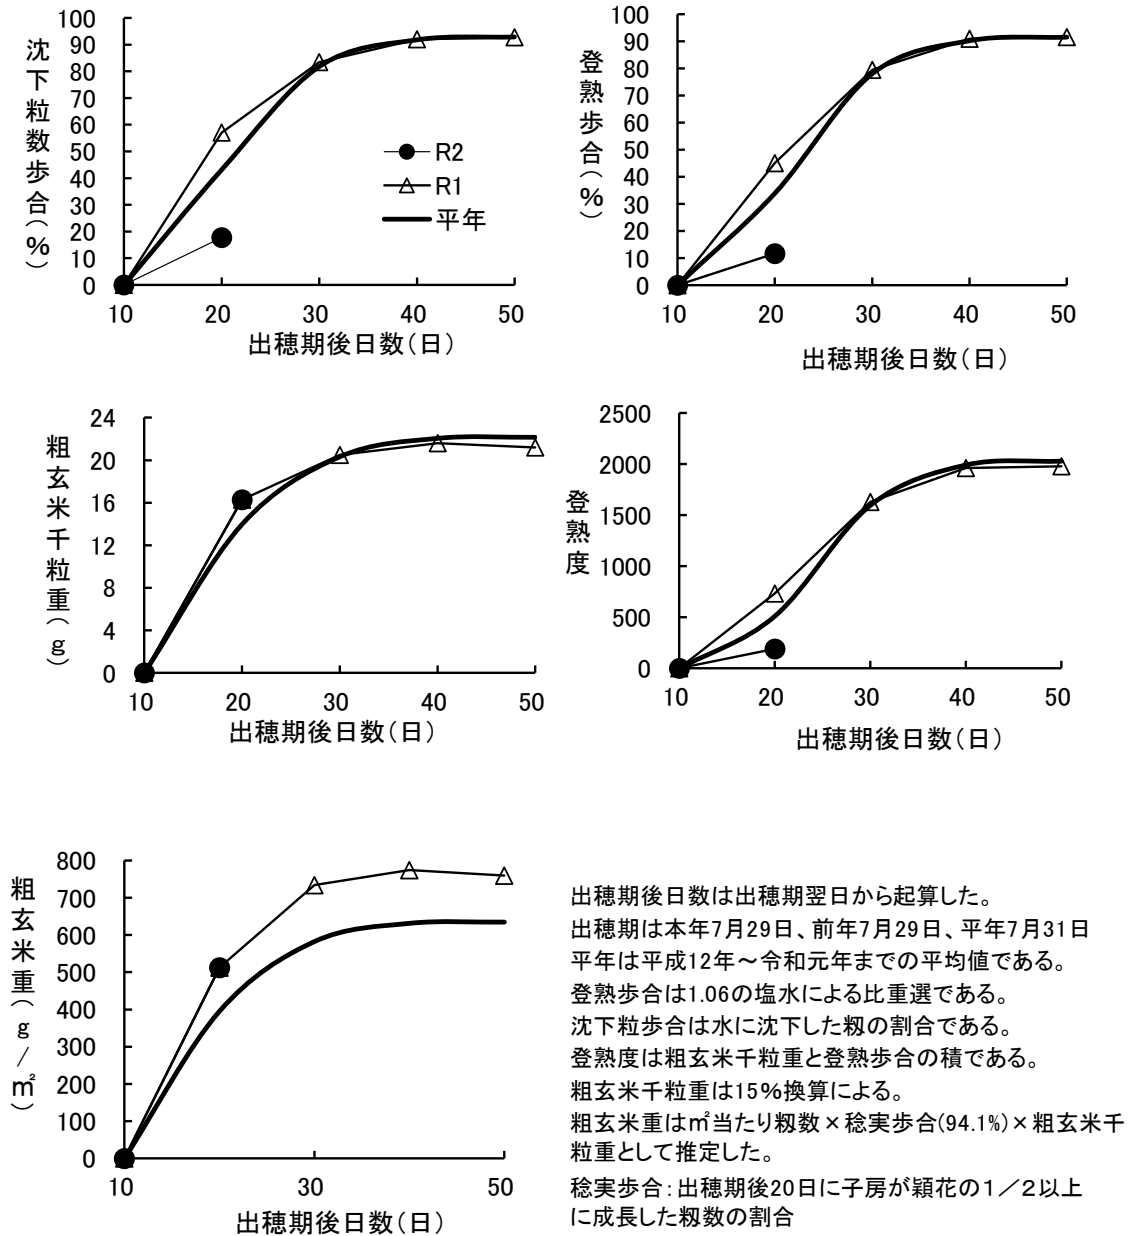 沈下粒数歩合(%)
100
90
80
70
60
50
40
30
20
10
0
10 20 30 40 50
出穂期後日数(日)
R2
R1
平年
登熟歩合(%)
100
90
80
70
60
50
40
30
20
10
0
10 20 30 40 50
出穂期後日数(日)
粗玄米千粒重(g)
24
20
16
12
8
4
0
10 20 30 40 50
出穂期後日数(日)
登熟度
2500
2000
1500
1000
500
0
10 20 30 40 50
出穂期後日数(日)
粗玄米重(g/㎡)
800
700
600
500
400
300
200
100
0
10 30 50
出穂期後日数(日)
出穂期後日数は出穂期翌日から起算した。
出穂期は本年7月29日、前年7月29日、平年7月31日
平年は平成12年~令和元年までの平均値である。
登熟歩合は1.06の塩水による比重選である。
沈下粒歩合は水に沈下した籾の割合である。
登熟度は粗玄米千粒重と登熟歩合の積である。
粗玄米千粒重は15%換算による。
粗玄米重は㎡当たり籾数×稔実歩合(94.1%)×粗玄米千
粒重として推定した。
稔実歩合:出穂期後20日に子房が穎花の1/2以上
に成長した籾数の割合